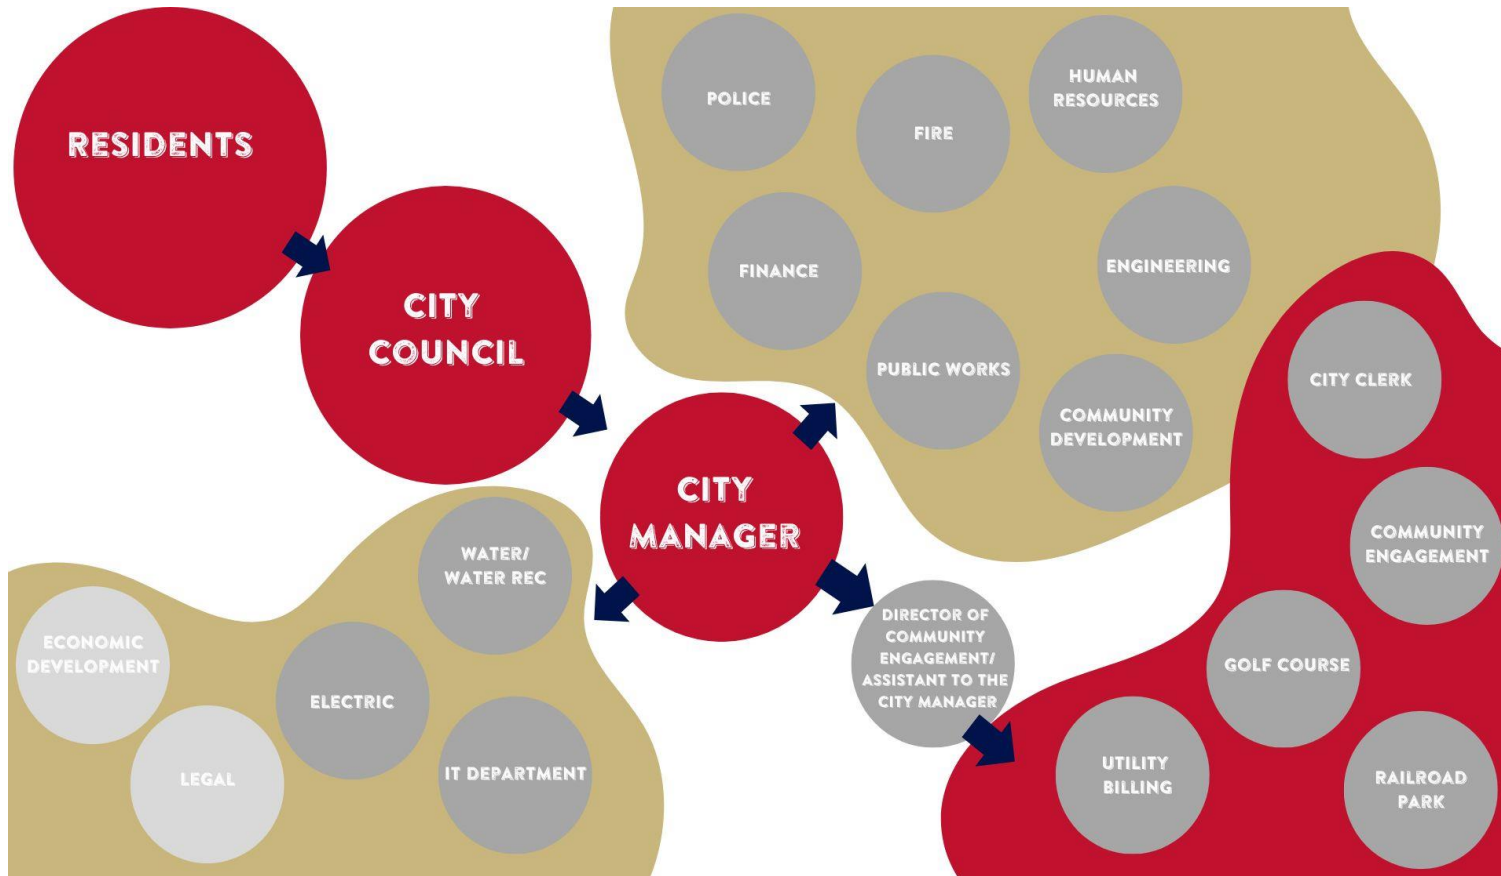 RESIDENTS
CITY
COUNCIL
CITY
MANAGER
POLICE
FIRE
HUMAN
RESOURCES
FINANCE
ENGINEERING
PUBLIC WORKS
COMMUNITY
DEVELOPMENT
CITY CLERK
COMMUNITY
ENGAGEMENT
GOLF COURSE
UTILITY
BILLING
RAILROAD
PARK
DIRECTOR OF
COMMUNITY
ENGAGEMENT/
ASSISTANT TO THE
CITY MANAGER
WATER/
WATER REC
ECONOMIC
DEVELOPMENT
ELECTRIC
LEGAL
IT DEPARTMENT